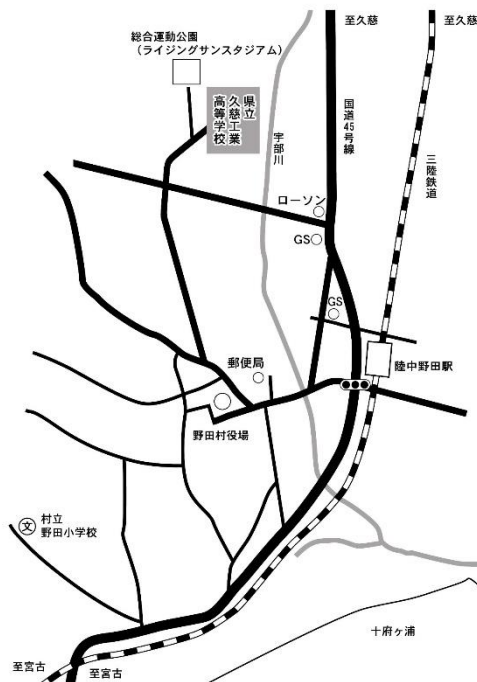 至久慈
至久慈
総合運動公園
（ライジングサンスタジアム）
県立
久慈工業
高等学校
国道45号線
宇部川
三陸鉄道
ローソン
GS
GS
郵便局
陸中野田駅
野田村役場
文
村立
野田小学校
十府ヶ浦
至宮古
至宮古